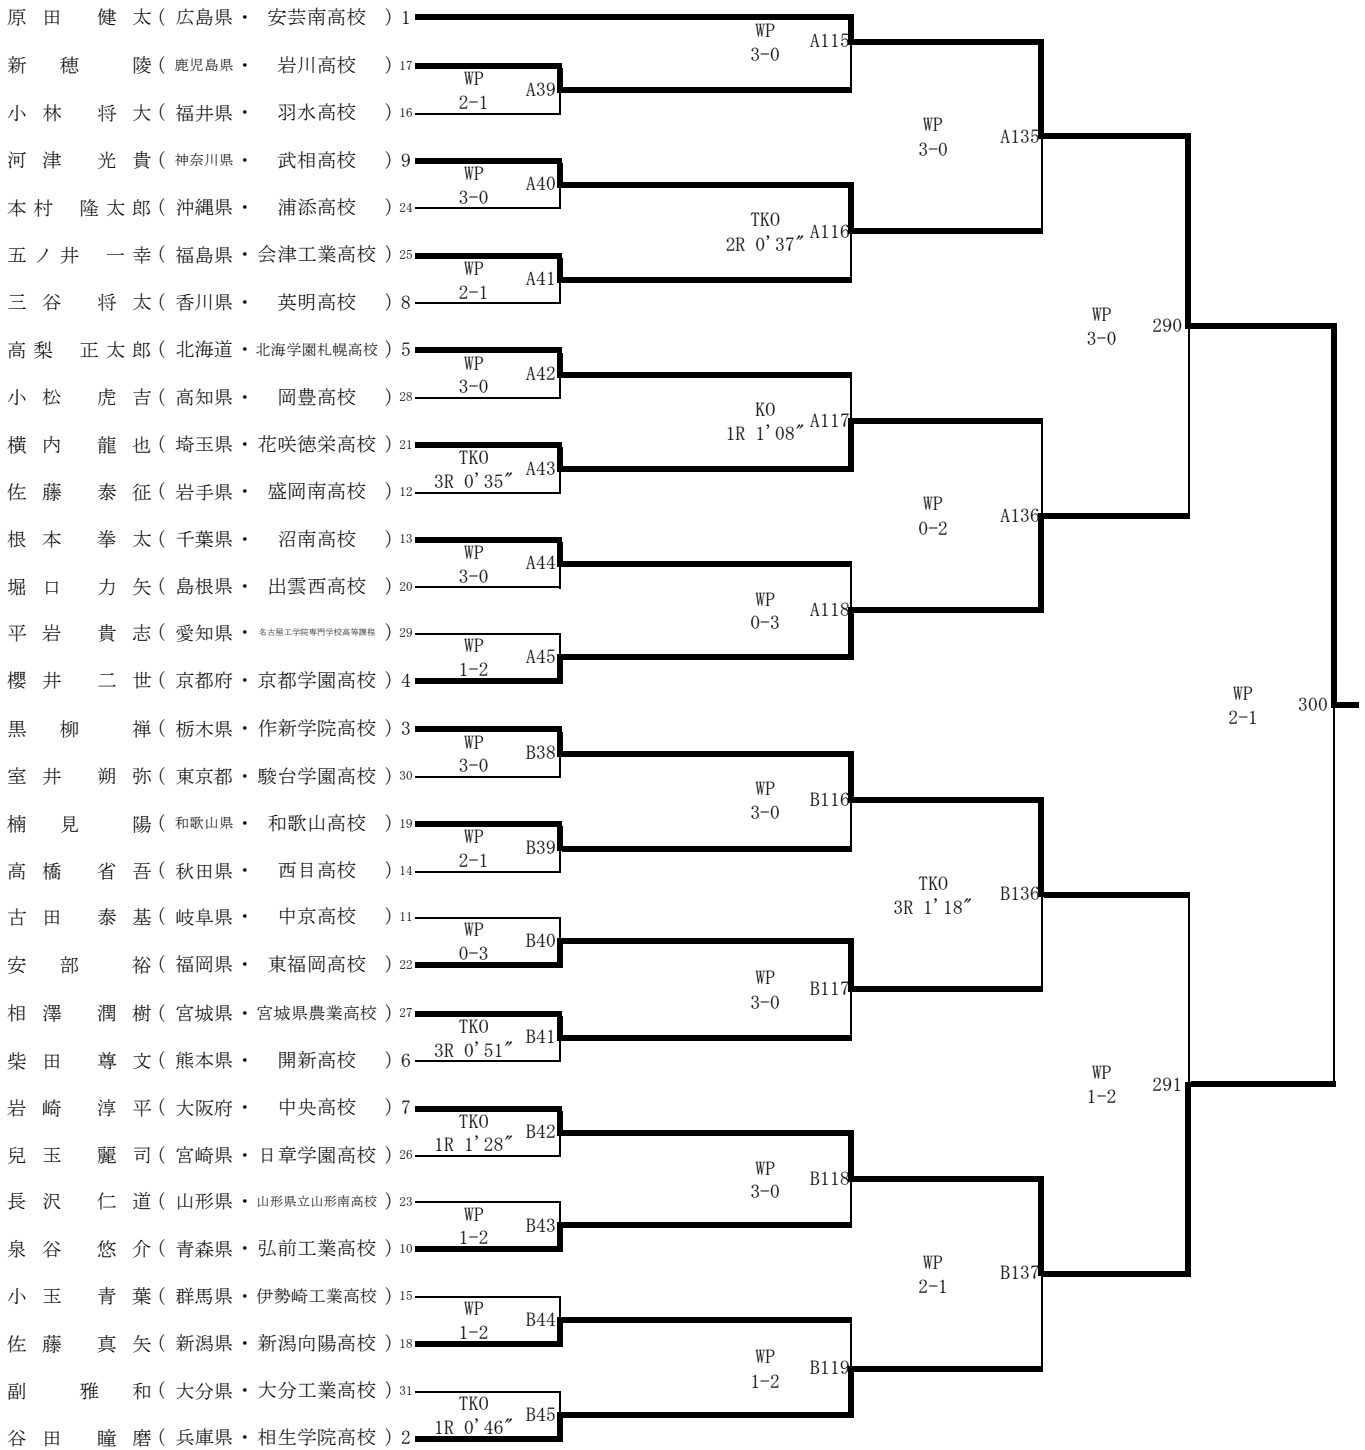 原田 健太 ( 広島県・ 安芸南高校 ) 1
WP
3-0
A115
新穂 陵 ( 鹿児島県・ 岩川高校 ) 17
WP
2-1
A39
小林 将大 ( 福井県・ 羽水高校 ) 16
WP
3-0
A135
河津 光貴 ( 神奈川県・ 武相高校 ) 9
WP
3-0
A40
本村 隆太郎 ( 沖縄県・ 浦添高校 ) 24
TKO
2R 0'37″
A116
五ノ井 一幸 ( 福島県・会津工業高校 ) 25
WP
2-1
A41
三谷 将太 ( 香川県・ 英明高校 ) 8
WP
3-0
290
高梨 正太郎 ( 北海道・北海学園札幌高校 ) 5
WP
3-0
A42
小松 虎吉 ( 高知県・ 岡豊高校 ) 28
KO
1R 1'08″
A117
横内 龍也 ( 埼玉県・花咲徳栄高校 ) 21
TKO
3R 0'35″
A43
佐藤 泰征 ( 岩手県・ 盛岡南高校 ) 12
WP
0-2
A136
根本 拳太 ( 千葉県・ 沼南高校 ) 13
WP
3-0
A44
堀口 力矢 ( 島根県・ 出雲西高校 ) 20
WP
0-3
A118
平岩 貴志 ( 愛知県・名古屋工学院専門学校高等課程 ) 29
WP
1-2
A45
櫻井 二世 ( 京都府・京都学園高校 ) 4
WP
2-1
300
黒柳 禅 ( 栃木県・作新学院高校 ) 3
WP
3-0
B38
室井 朔弥 ( 東京都・駿台学園高校 ) 30
WP
3-0
B116
楠見 陽 ( 和歌山県・ 和歌山高校 ) 19
WP
2-1
B39
高橋 省吾 ( 秋田県・ 西目高校 ) 14
TKO
3R 1'18″
B136
古田 泰基 ( 岐阜県・ 中京高校 ) 11
WP
0-3
B40
安部 裕 ( 福岡県・ 東福岡高校 ) 22
WP
3-0
B117
相澤 潤樹 ( 宮城県・宮城県農業高校 ) 27
TKO
3R 0'51″
B41
柴田 尊文 ( 熊本県・ 開新高校 ) 6
WP
1-2
291
岩崎 淳平 ( 大阪府・ 中央高校 ) 7
TKO
1R 1'28″
B42
兒玉 麗司 ( 宮崎県・日章学園高校 ) 26
WP
3-0
B118
長沢 仁道 ( 山形県・山形県立山形南高校 ) 23
WP
1-2
B43
泉谷 悠介 ( 青森県・弘前工業高校 ) 10
WP
2-1
B137
小玉 青葉 ( 群馬県・伊勢崎工業高校 ) 15
WP
1-2
B44
佐藤 真矢 ( 新潟県・新潟向陽高校 ) 18
WP
1-2
B119
副 雅和 ( 大分県・大分工業高校 ) 31
TKO
1R 0'46″
B45
谷田 瞳磨 ( 兵庫県・相生学院高校 ) 2